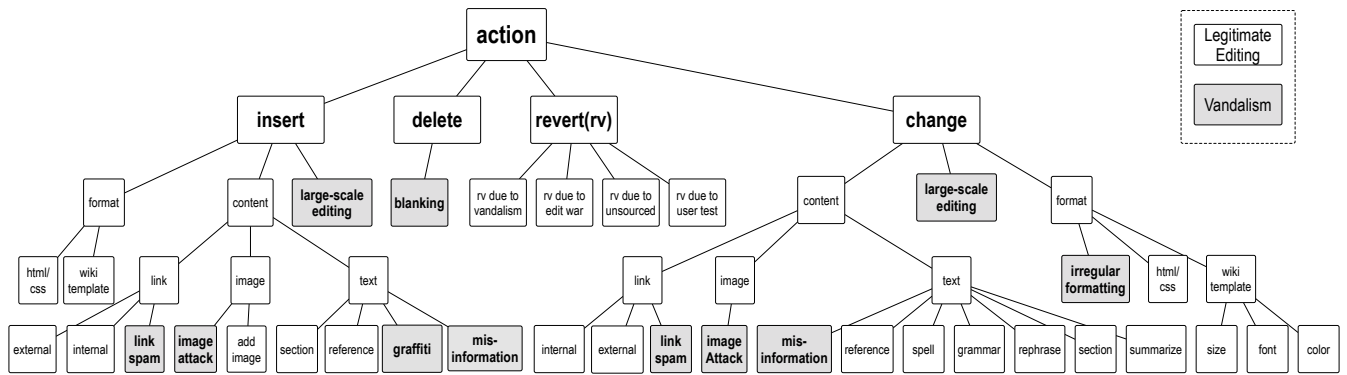 action
Legitimate
Editing
Vandalism
insert
delete
revert(rv)
change
format
content
large-scale
editing
blanking
rv due to
vandalism
rv due to
edit war
rv due to
unsourced
rv due to
user test
content
large-scale
editing
format
html/
css
wiki
template
link
image
text
link
image
text
irregular
formatting
html/
css
wiki
template
external
internal
link
spam
image
attack
add
image
section
reference
graffiti
mis-
information
internal
external
link
spam
image
Attack
mis-
information
reference
spell
grammar
rephrase
section
summarize
size
font
color